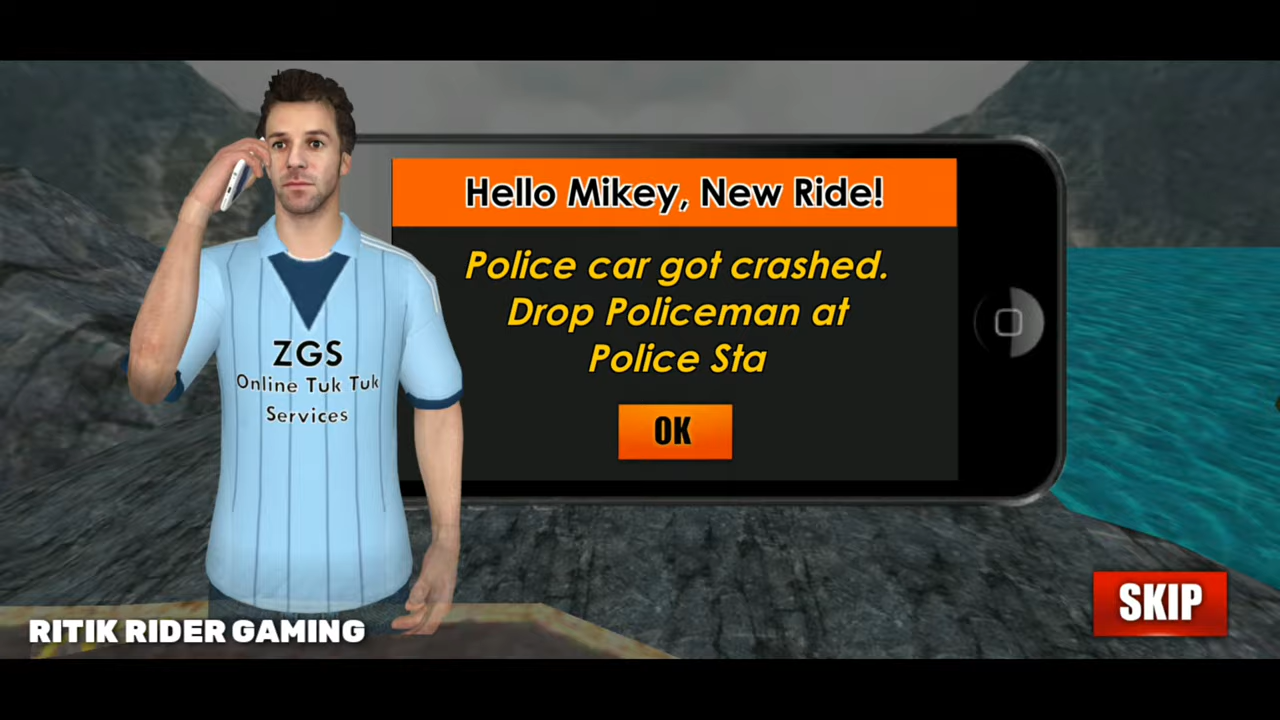 Hello Mikey, New Ride!
Police car got crashed.
Drop Policeman at
Police Sta
OK
ZGS
Online Tuk Tuk
Services
SKIP
RITIK RIDER GAMING